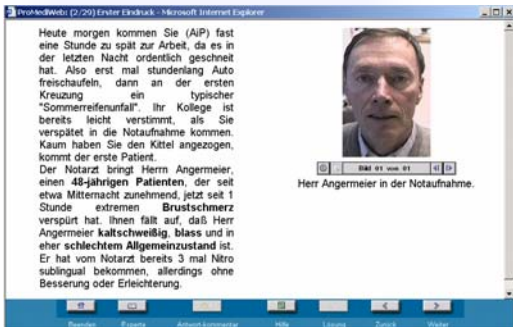 ProMedWeb: (2/29) Erster Eindruck - Microsoft Internet Explorer
Heute morgen kommen Sie (AiP) fast
eine Stunde zu spät zur Arbeit, da es in
der letzten Nacht ordentlich geschneit
hat. Also erst mal stundenlang Auto
freischaufeln, dann an der ersten
Kreuzung ein typischer
"Sommerreifenunfall". Ihr Kollege ist
bereits leicht verstimmt, als Sie
verspätet in die Notaufnahme kommen.
Kaum haben Sie den Kittel angezogen,
kommt der erste Patient.
Der Notarzt bringt Herrn Angermeier,
einen 48-jährigen Patienten, der seit
etwa Mitternacht zunehmend, jetzt seit 1
Stunde extremen Brustschmerz
verspürt hat. Ihnen fällt auf, daß Herr
Angermeier kaltschweißig, blass und in
eher schlechtem Allgemeinzustand ist.
Er hat vom Notarzt bereits 3 mal Nitro
sublingual bekommen, allerdings ohne
Besserung oder Erleichterung.
Bild 01 von 01
Herr Angermeier in der Notaufnahme.
Beenden Experte Antwortkommentar Hilfe Lösung Zurück Weiter